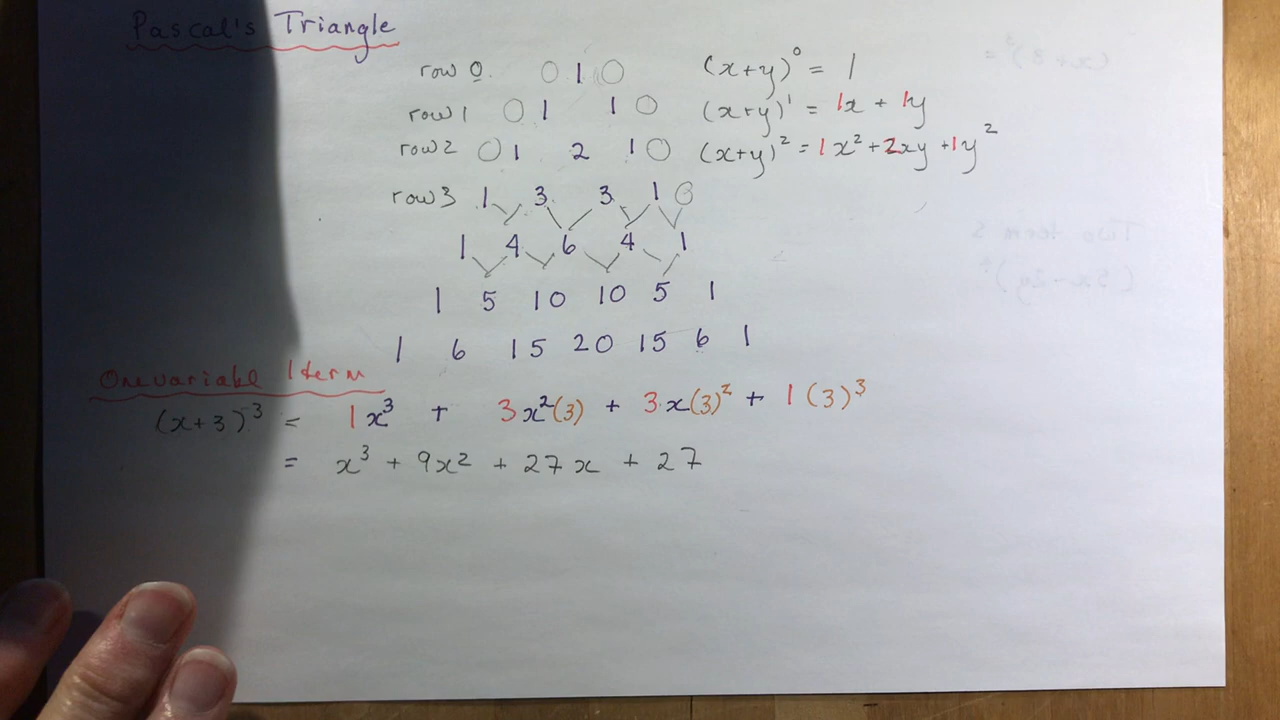 Pascal's Triangle
row 0. 0 1 0 (x+y)⁰ = 1
row 1 0 1 1 0 (x+y)¹ = 1x + 1y
row 2 0 1 2 1 0 (x+y)² = 1x² + 2xy + 1y²
row 3 1 3 3 1 0
1 4 6 4 1
1 5 10 10 5 1
1 6 15 20 15 6 1
One variable 1 term
(x+3)³ = 1x³ + 3x²(3) + 3x(3)² + 1(3)³
= x³ + 9x² + 27x + 27